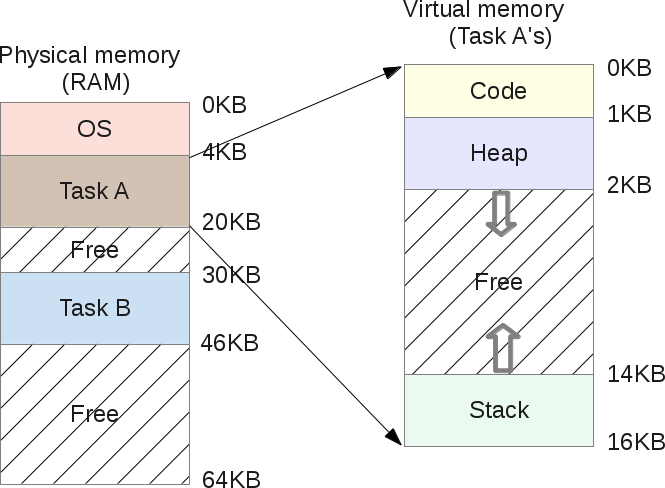 Physical memory
(RAM)
0KB
OS
4KB
Task A
20KB
Free
30KB
Task B
46KB
Free
64KB
Virtual memory
(Task A's)
0KB
Code
1KB
Heap
2KB
Free
14KB
Stack
16KB